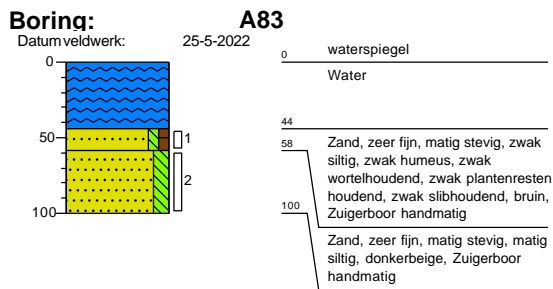 Boring: A83
Datum veldwerk: 25-5-2022
0
50
100
1
2
0 waterspiegel
Water
44
58
Zand, zeer fijn, matig stevig, zwak
siltig, zwak humeus, zwak
wortelhoudend, zwak plantenresten
houdend, zwak slibhoudend, bruin,
Zuigerboor handmatig
100
Zand, zeer fijn, matig stevig, matig
siltig, donkerbeige, Zuigerboor
handmatig